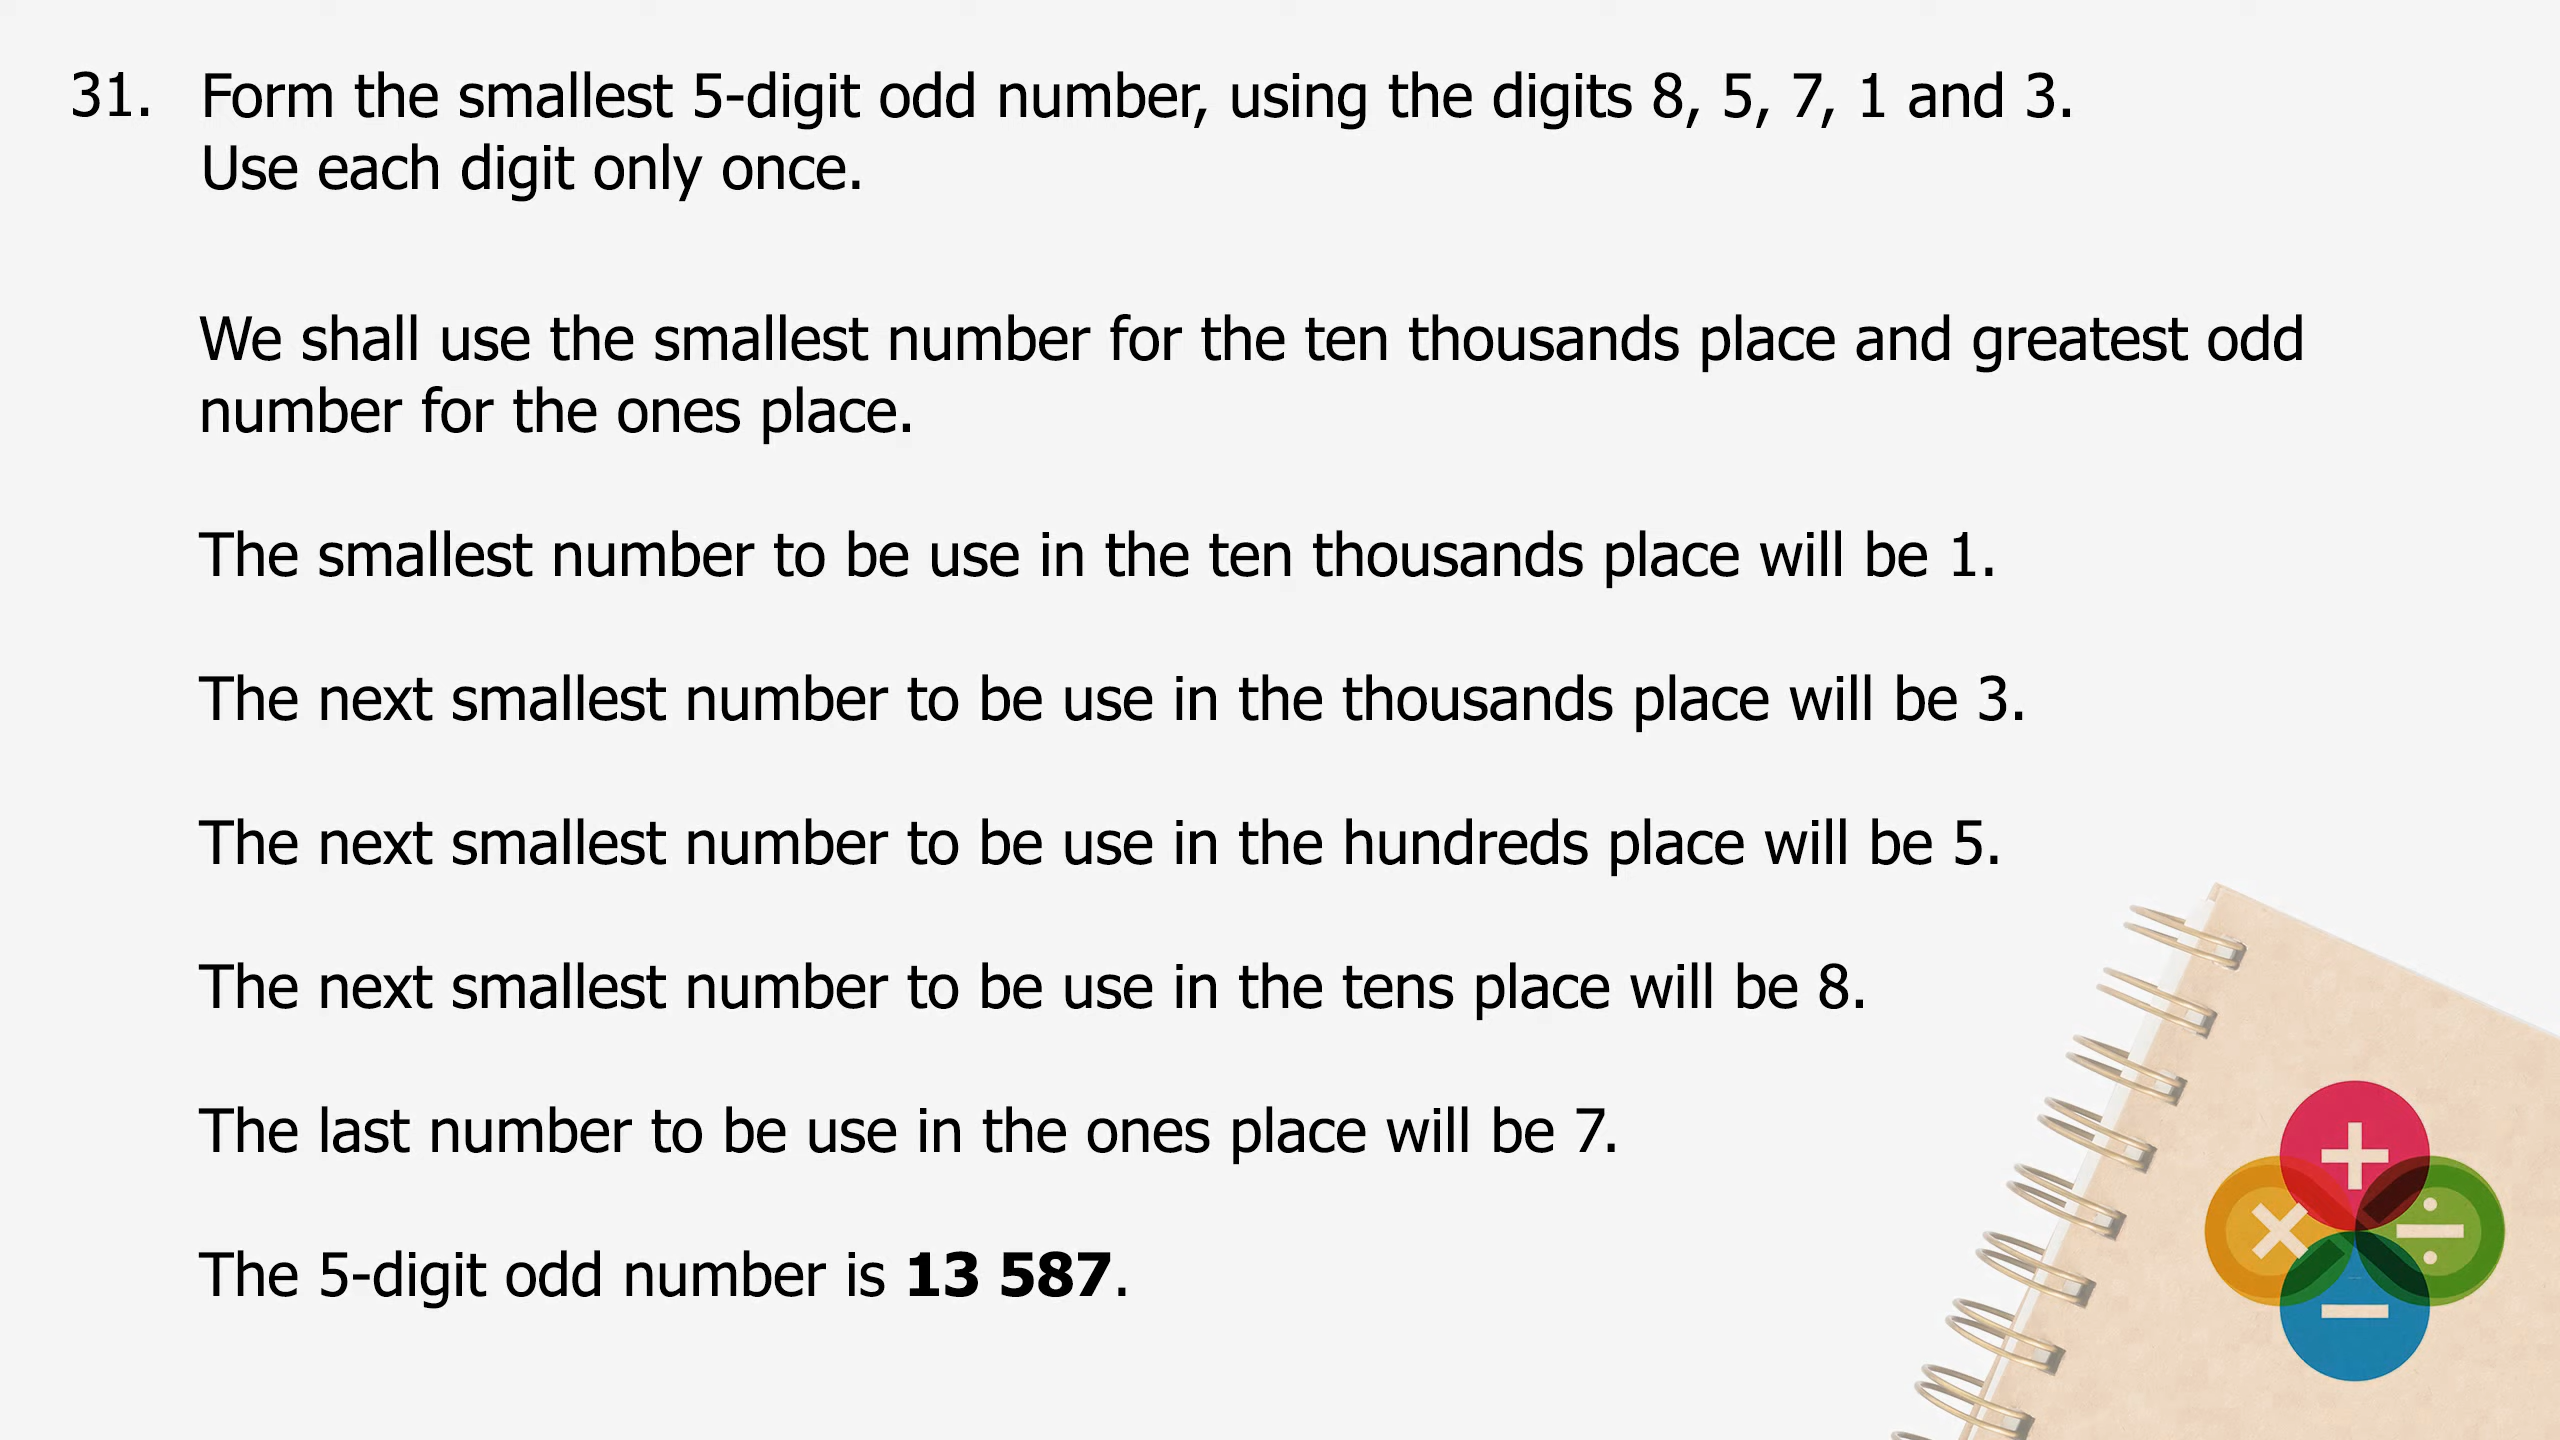 31. Form the smallest 5-digit odd number, using the digits 8, 5, 7, 1 and 3.
Use each digit only once.
We shall use the smallest number for the ten thousands place and greatest odd
number for the ones place.
The smallest number to be use in the ten thousands place will be 1.
The next smallest number to be use in the thousands place will be 3.
The next smallest number to be use in the hundreds place will be 5.
The next smallest number to be use in the tens place will be 8.
The last number to be use in the ones place will be 7.
The 5-digit odd number is 13 587.
+
× ÷
−